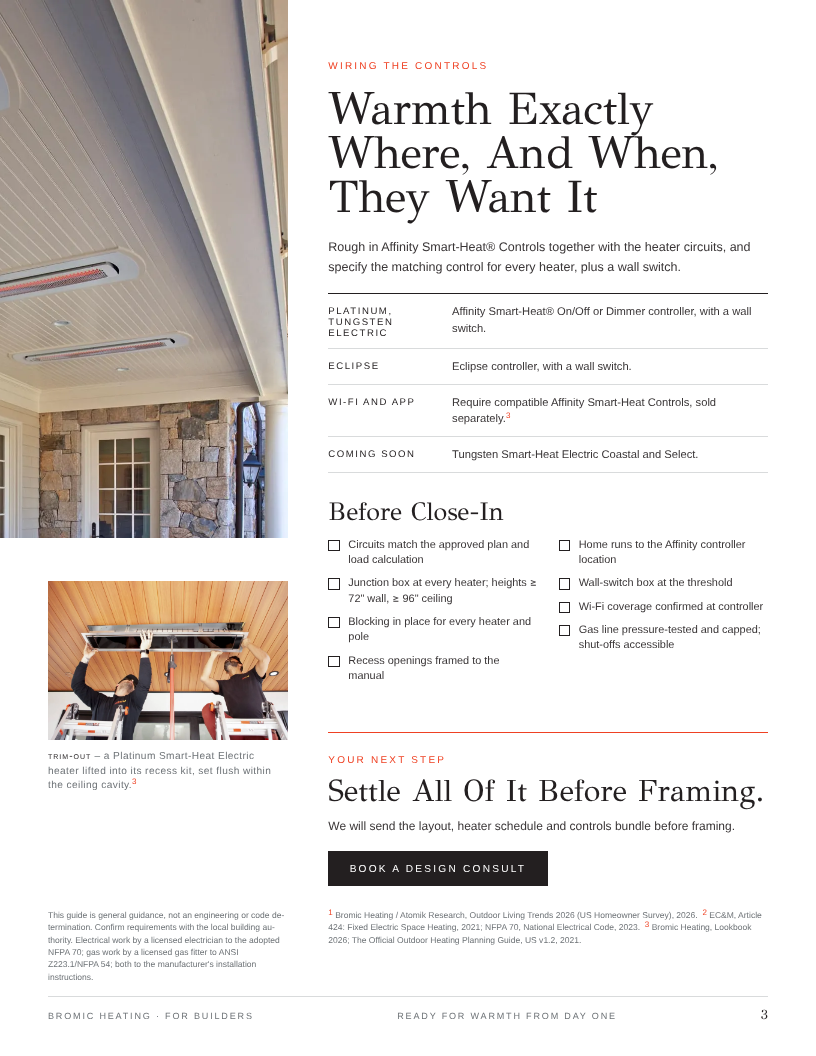 WIRING THE CONTROLS
Warmth Exactly
Where, And When,
They Want It
Rough in Affinity Smart-Heat® Controls together with the heater circuits, and
specify the matching control for every heater, plus a wall switch.
PLATINUM,
TUNGSTEN
ELECTRIC
Affinity Smart-Heat® On/Off or Dimmer controller, with a wall
switch.
ECLIPSE
Eclipse controller, with a wall switch.
WI-FI AND APP
Require compatible Affinity Smart-Heat Controls, sold
separately.3
COMING SOON
Tungsten Smart-Heat Electric Coastal and Select.
Before Close-In
Circuits match the approved plan and
load calculation
Junction box at every heater; heights ≥
72" wall, ≥ 96" ceiling
Blocking in place for every heater and
pole
Recess openings framed to the
manual
Home runs to the Affinity controller
location
Wall-switch box at the threshold
Wi-Fi coverage confirmed at controller
Gas line pressure-tested and capped;
shut-offs accessible
TRIM-OUT – a Platinum Smart-Heat Electric
heater lifted into its recess kit, set flush within
the ceiling cavity.3
YOUR NEXT STEP
Settle All Of It Before Framing.
We will send the layout, heater schedule and controls bundle before framing.
BOOK A DESIGN CONSULT
This guide is general guidance, not an engineering or code de-
termination. Confirm requirements with the local building au-
thority. Electrical work by a licensed electrician to the adopted
NFPA 70; gas work by a licensed gas fitter to ANSI
Z223.1/NFPA 54; both to the manufacturer's installation
instructions.
1 Bromic Heating / Atomik Research, Outdoor Living Trends 2026 (US Homeowner Survey), 2026. 2 EC&M, Article
424: Fixed Electric Space Heating, 2021; NFPA 70, National Electrical Code, 2023. 3 Bromic Heating, Lookbook
2026; The Official Outdoor Heating Planning Guide, US v1.2, 2021.
BROMIC HEATING · FOR BUILDERS
READY FOR WARMTH FROM DAY ONE
3